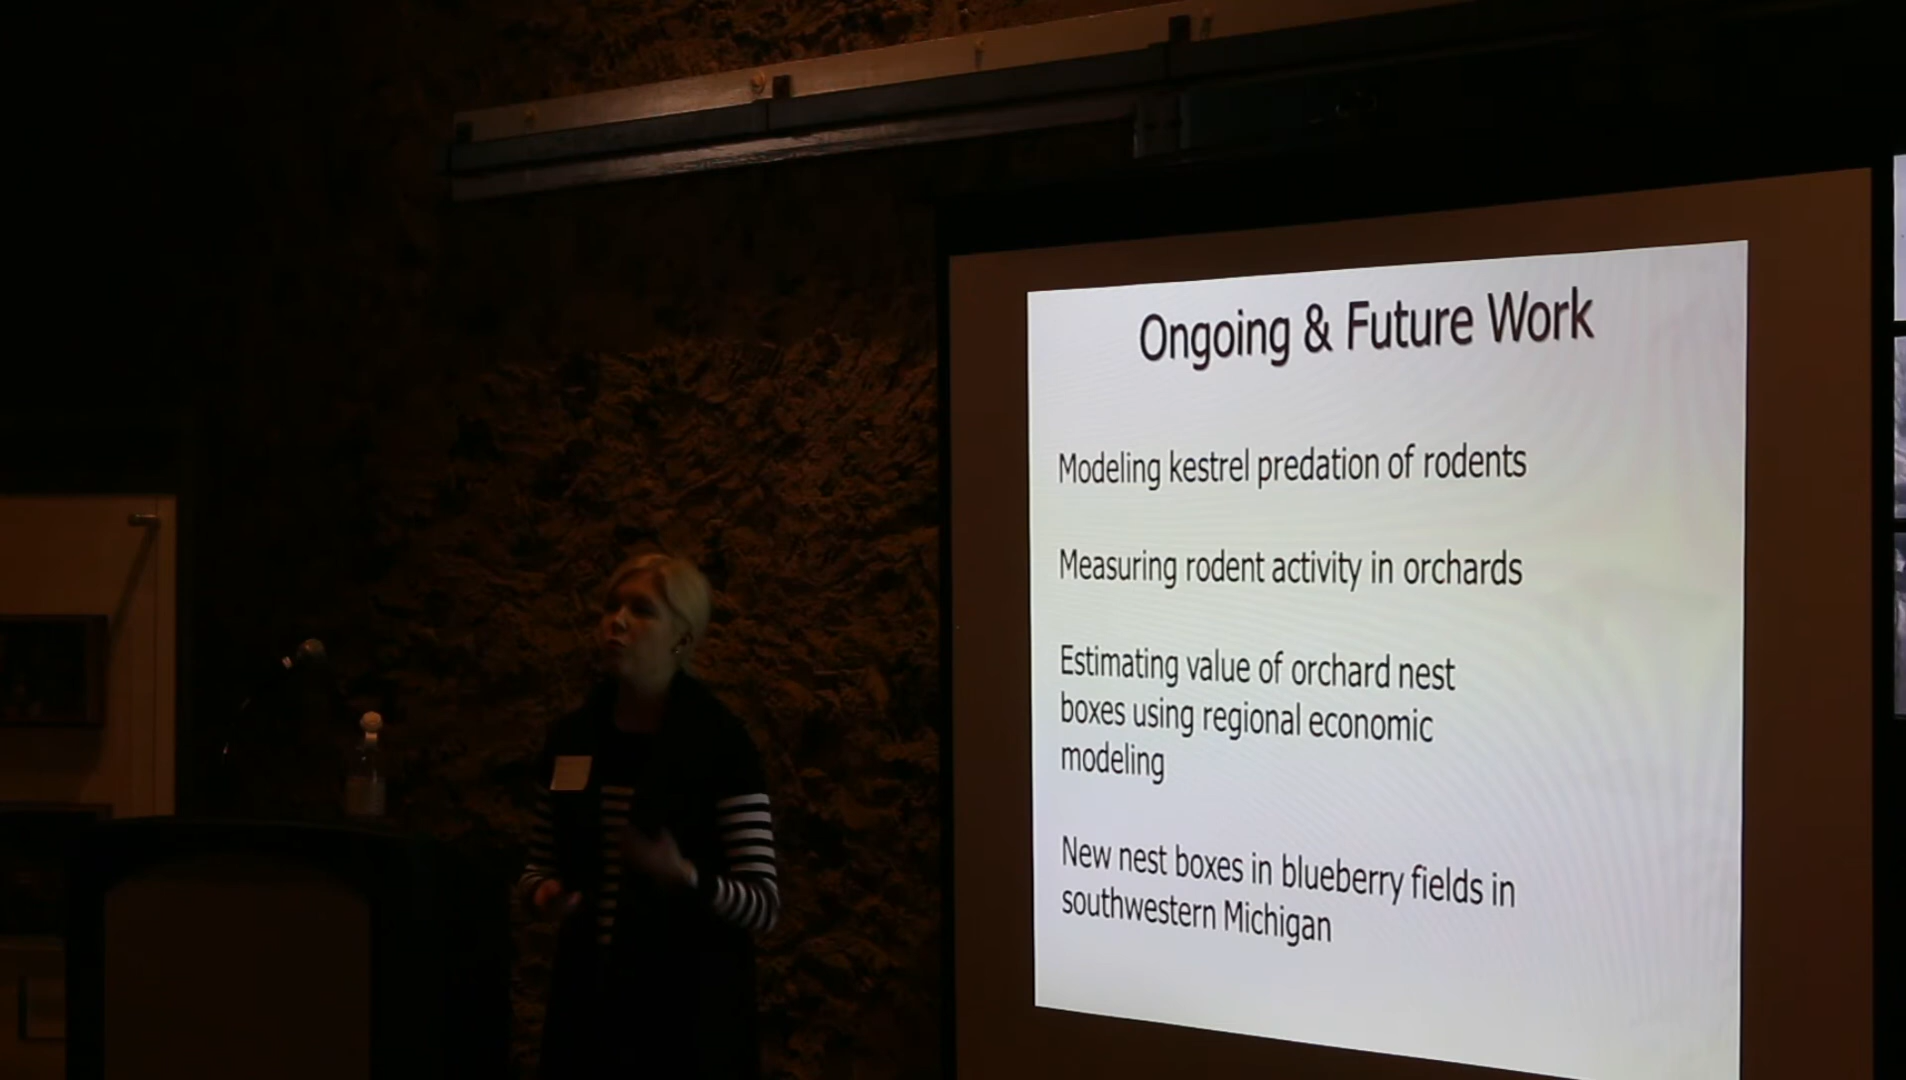 Ongoing & Future Work
Modeling kestrel predation of rodents
Measuring rodent activity in orchards
Estimating value of orchard nest
boxes using regional economic
modeling
New nest boxes in blueberry fields in
southwestern Michigan